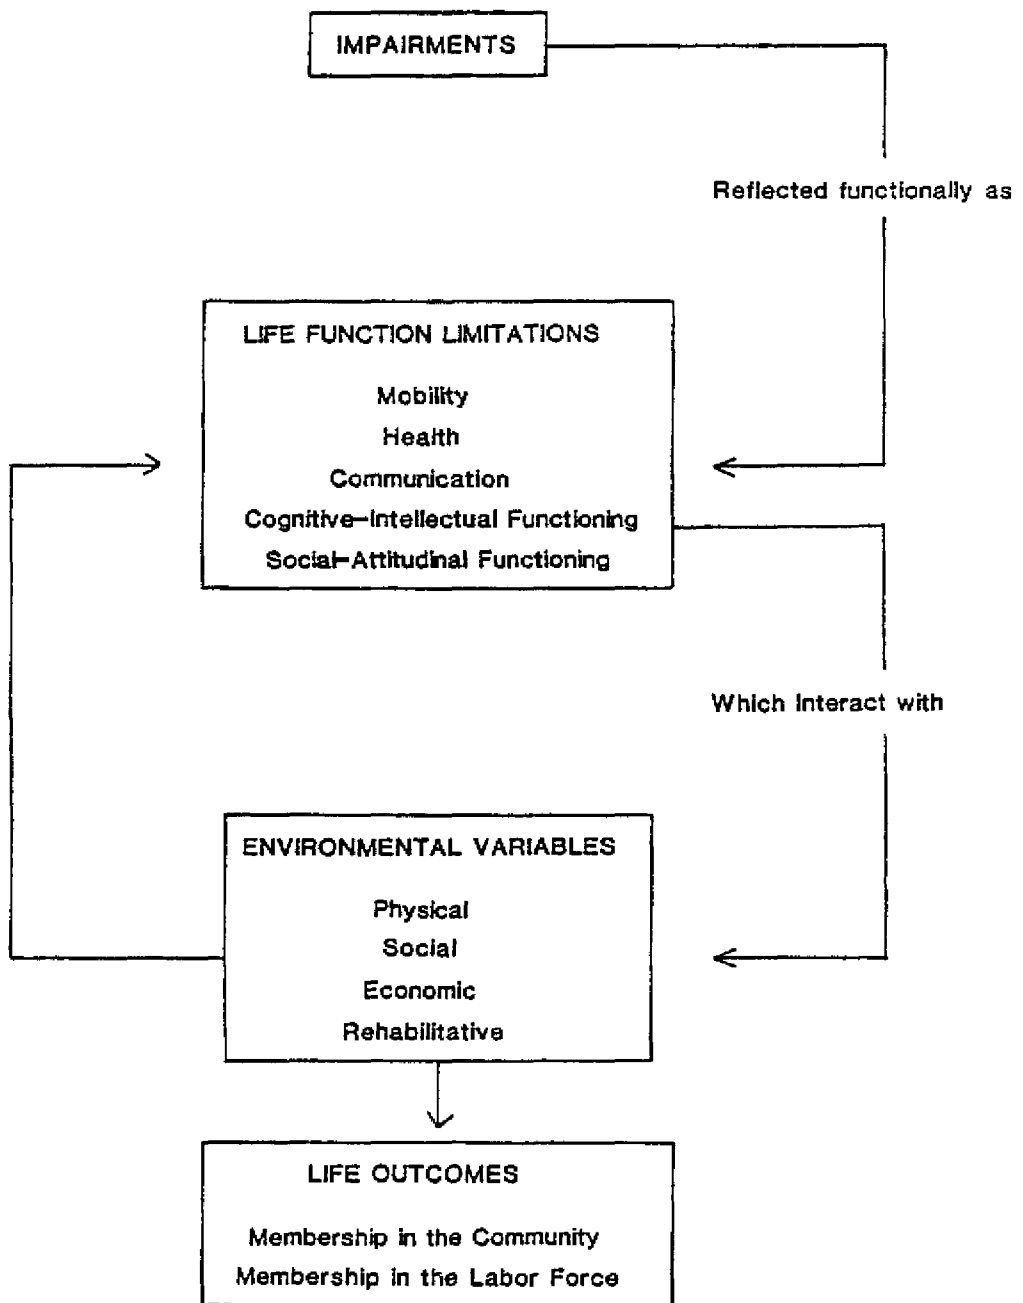 IMPAIRMENTS
Reflected functionally as
LIFE FUNCTION LIMITATIONS
Mobility
Health
Communication
Cognitive-Intellectual Functioning
Social-Attitudinal Functioning
Which Interact with
ENVIRONMENTAL VARIABLES
Physical
Social
Economic
Rehabilitative
LIFE OUTCOMES
Membership in the Community
Membership in the Labor Force